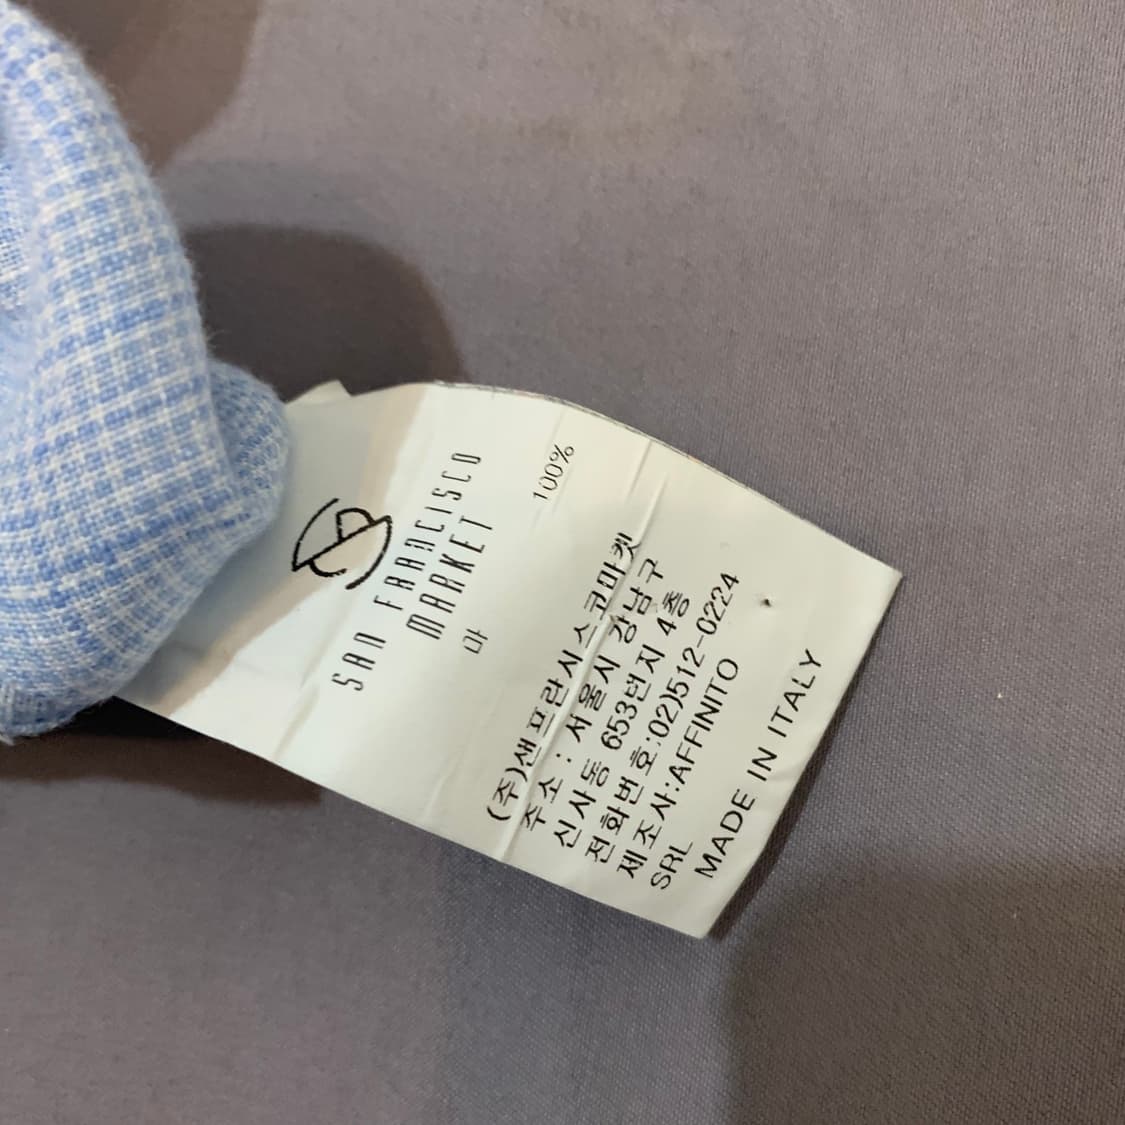 SAN FRANCISCO
MARKET
마 100%
(주)샌프란시스코마켓
주소 : 서울시 강남구
신사동 653번지 4층
전화번호:02)512-0224
제조사:AFFINITO
SRL
MADE IN ITALY